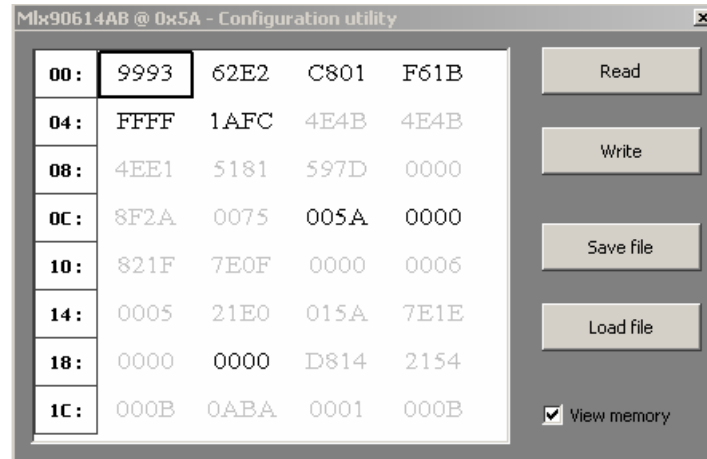 Mlx90614AB @ 0x5A - Configuration utility
00: 9993 62E2 C801 F61B
04: FFFF 1AFC 4E4B 4E4B
08: 4EE1 5181 597D 0000
0C: 8F2A 0075 005A 0000
10: 821F 7E0F 0000 0006
14: 0005 21E0 015A 7E1E
18: 0000 0000 D814 2154
1C: 000B 0ABA 0001 000B
Read
Write
Save file
Load file
View memory